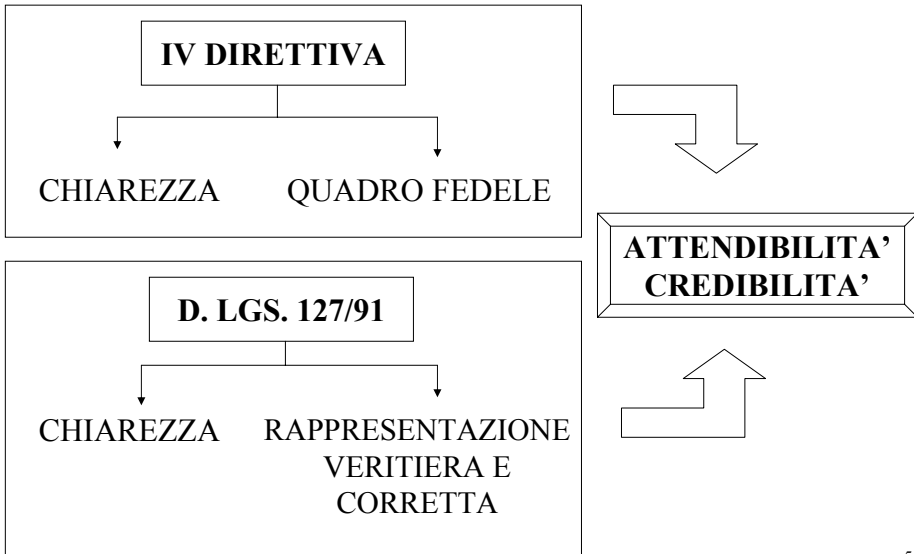 IV DIRETTIVA
CHIAREZZA
QUADRO FEDELE
ATTENDIBILITA’
CREDIBILITA’
D. LGS. 127/91
CHIAREZZA
RAPPRESENTAZIONE
VERITIERA E
CORRETTA